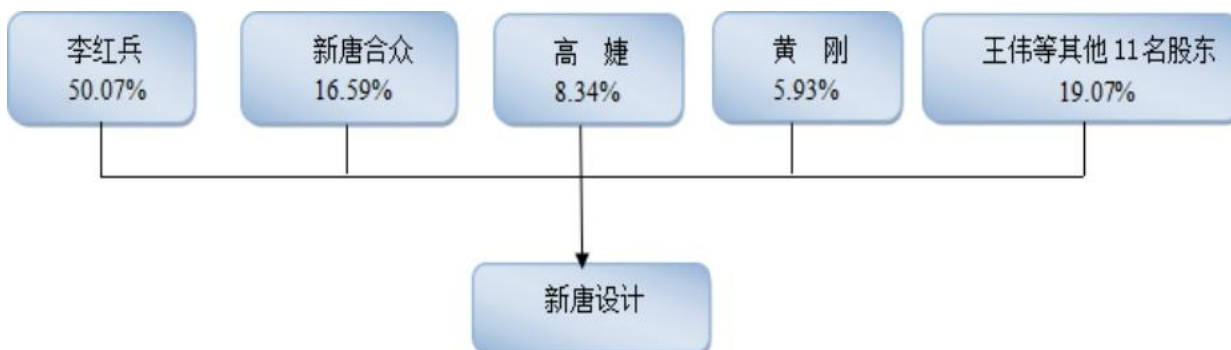 李红兵
50.07%
新唐合众
16.59%
高 婕
8.34%
黄 刚
5.93%
王伟等其他 11 名股东
19.07%
新唐设计